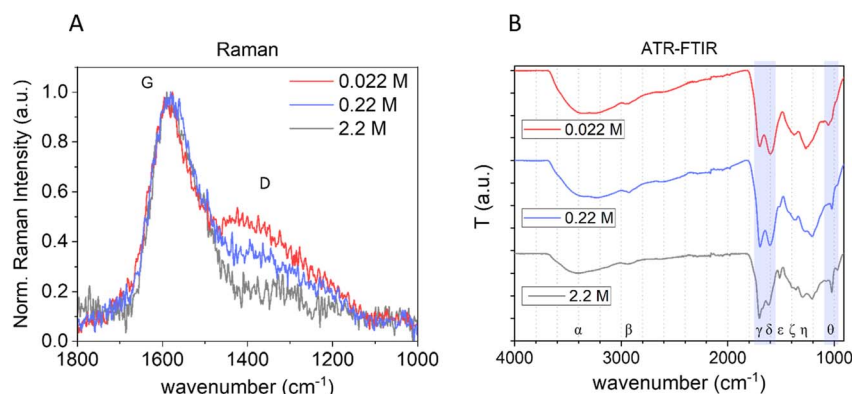 A
Raman
Norm. Raman Intensity (a.u.)
1.0
0.8
0.6
0.4
0.2
0.0
G
D
0.022 M
0.22 M
2.2 M
1800
1600
1400
1200
1000
wavenumber (cm⁻¹)
B
ATR-FTIR
T (a.u.)
0.022 M
0.22 M
2.2 M
α β γ δ ε ζ η θ
4000
3000
2000
1000
wavenumber (cm⁻¹)